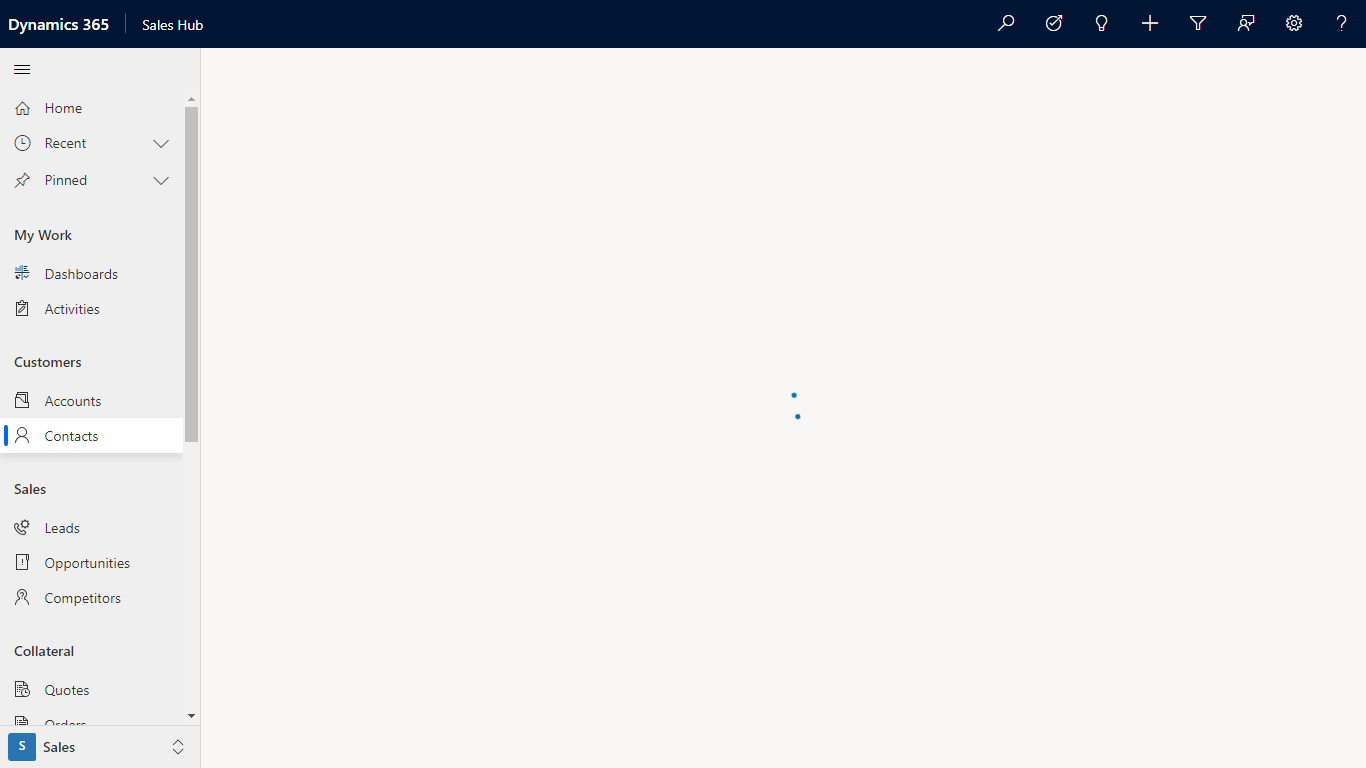 Dynamics 365
Sales Hub
Home
Recent
Pinned
My Work
Dashboards
Activities
Customers
Accounts
Contacts
Sales
Leads
Opportunities
Competitors
Collateral
Quotes
Orders
S
Sales